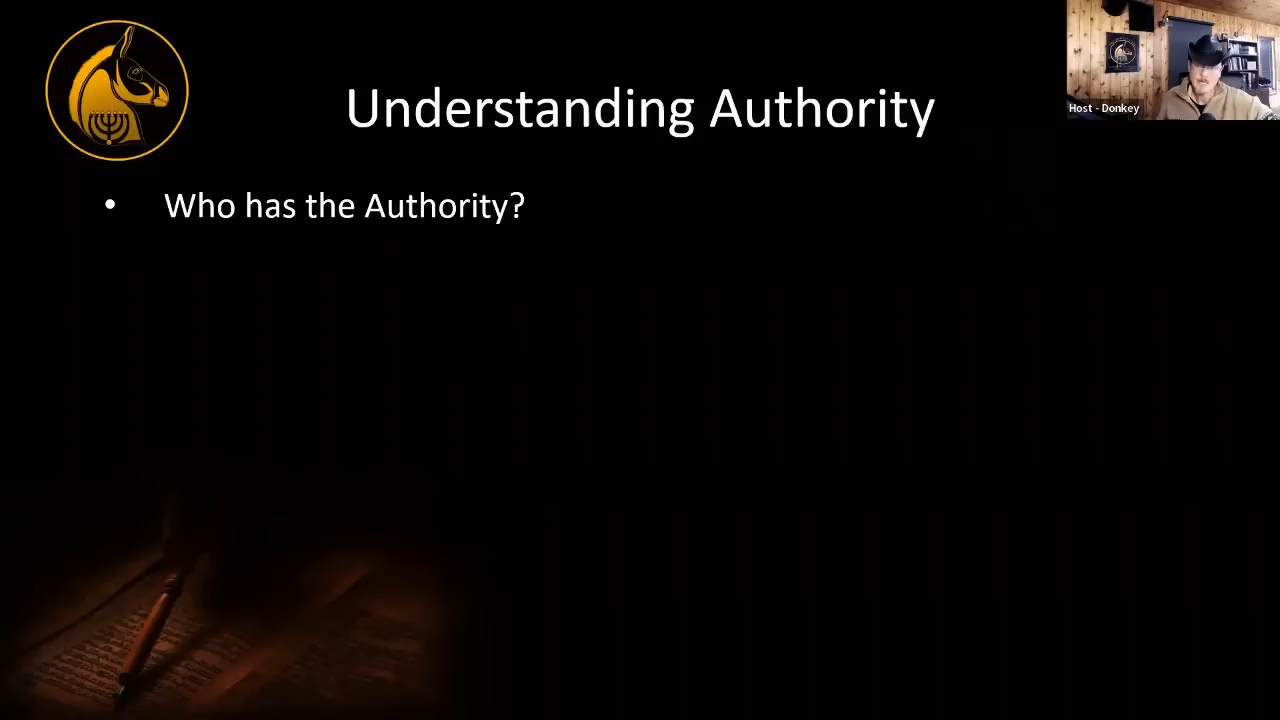 Understanding Authority
Host - Donkey
• Who has the Authority?